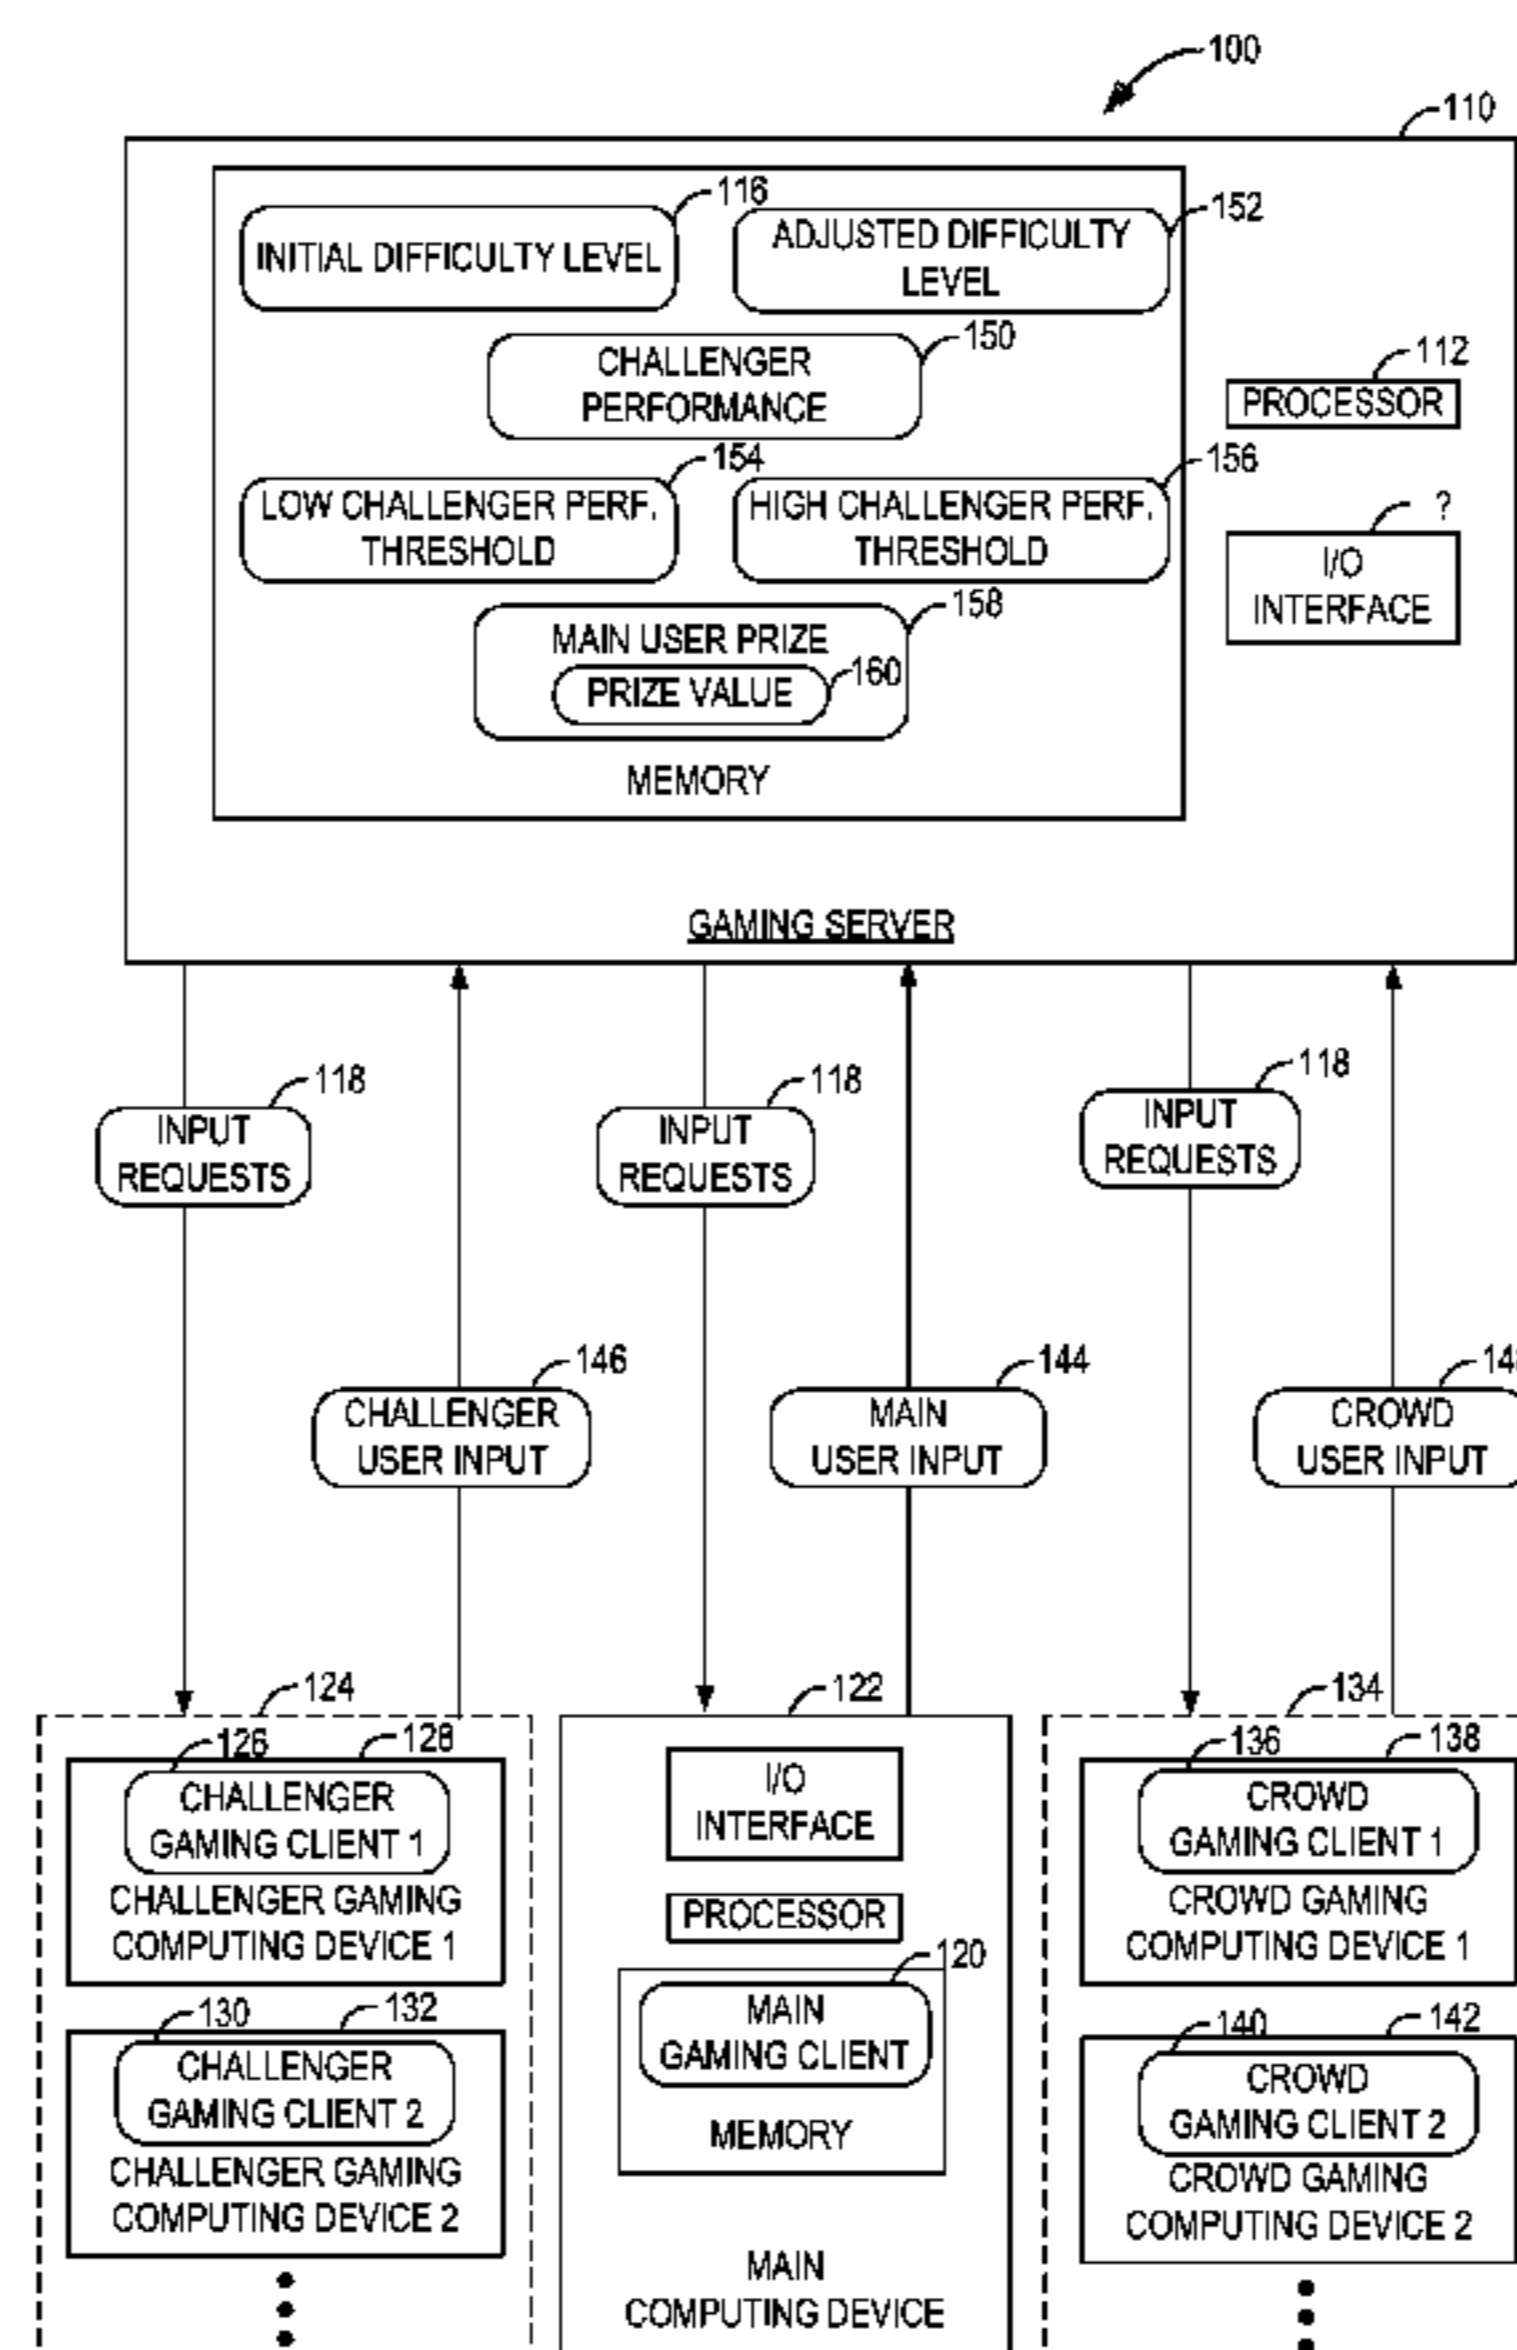 100
110
116
152
INITIAL DIFFICULTY LEVEL
ADJUSTED DIFFICULTY
LEVEL
150
CHALLENGER
PERFORMANCE
112
PROCESSOR
154
156
LOW CHALLENGER PERF.
THRESHOLD
HIGH CHALLENGER PERF.
THRESHOLD
?
I/O
INTERFACE
158
MAIN USER PRIZE
160
PRIZE VALUE
MEMORY
GAMING SERVER
118
INPUT
REQUESTS
118
INPUT
REQUESTS
118
INPUT
REQUESTS
146
CHALLENGER
USER INPUT
144
MAIN
USER INPUT
CROWD
USER INPUT
124
126
128
CHALLENGER
GAMING CLIENT 1
CHALLENGER GAMING
COMPUTING DEVICE 1
130
132
CHALLENGER
GAMING CLIENT 2
CHALLENGER GAMING
COMPUTING DEVICE 2
122
I/O
INTERFACE
PROCESSOR
120
MAIN
GAMING CLIENT
MEMORY
MAIN
COMPUTING DEVICE
134
136
138
CROWD
GAMING CLIENT 1
CROWD GAMING
COMPUTING DEVICE 1
140
142
CROWD
GAMING CLIENT 2
CROWD GAMING
COMPUTING DEVICE 2